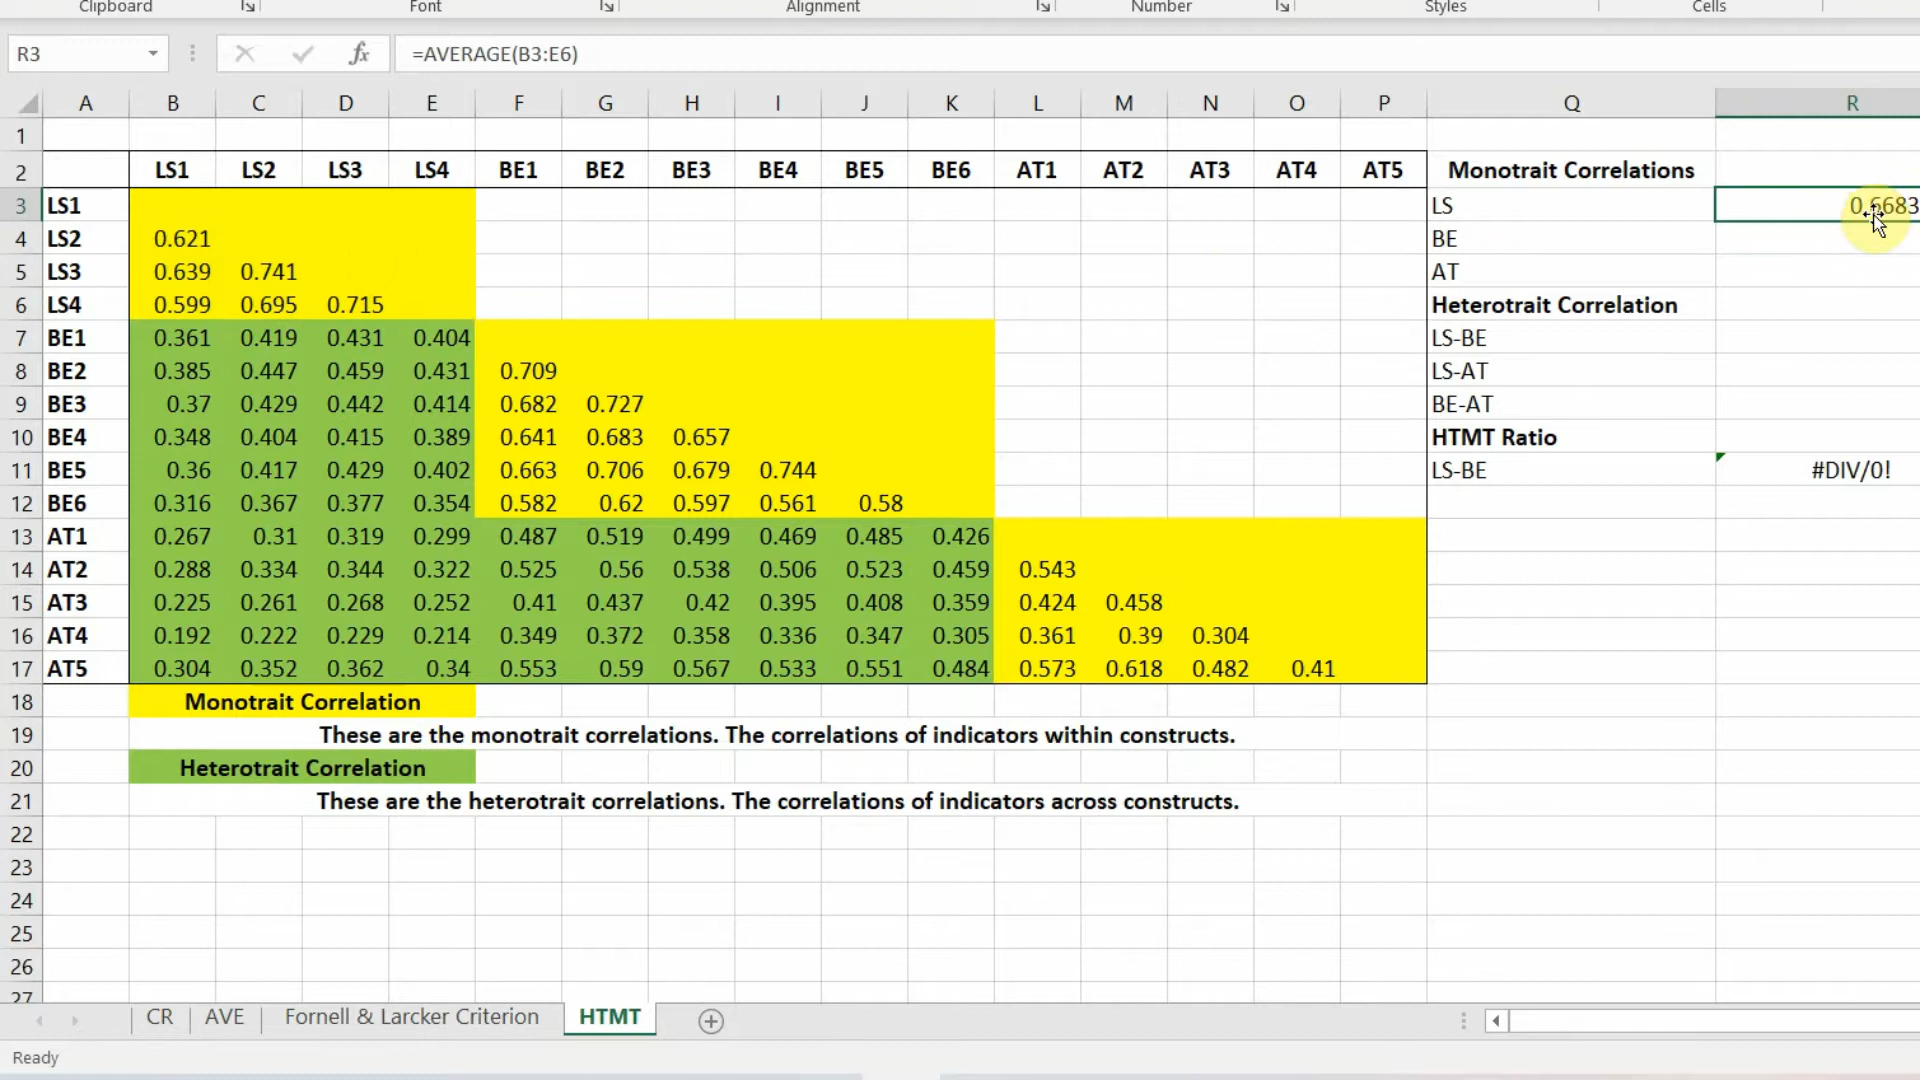 Clipboard Font Alignment Number Styles Cells
R3 fx =AVERAGE(B3:E6)
A B C D E F G H I J K L M N O P Q R
1
2 LS1 LS2 LS3 LS4 BE1 BE2 BE3 BE4 BE5 BE6 AT1 AT2 AT3 AT4 AT5 Monotrait Correlations
3 LS1 LS 0.6683
4 LS2 0.621 BE
5 LS3 0.639 0.741 AT
6 LS4 0.599 0.695 0.715 Heterotrait Correlation
7 BE1 0.361 0.419 0.431 0.404 LS-BE
8 BE2 0.385 0.447 0.459 0.431 0.709 LS-AT
9 BE3 0.37 0.429 0.442 0.414 0.682 0.727 BE-AT
10 BE4 0.348 0.404 0.415 0.389 0.641 0.683 0.657 HTMT Ratio
11 BE5 0.36 0.417 0.429 0.402 0.663 0.706 0.679 0.744 LS-BE #DIV/0!
12 BE6 0.316 0.367 0.377 0.354 0.582 0.62 0.597 0.561 0.58
13 AT1 0.267 0.31 0.319 0.299 0.487 0.519 0.499 0.469 0.485 0.426
14 AT2 0.288 0.334 0.344 0.322 0.525 0.56 0.538 0.506 0.523 0.459 0.543
15 AT3 0.225 0.261 0.268 0.252 0.41 0.437 0.42 0.395 0.408 0.359 0.424 0.458
16 AT4 0.192 0.222 0.229 0.214 0.349 0.372 0.358 0.336 0.347 0.305 0.361 0.39 0.304
17 AT5 0.304 0.352 0.362 0.34 0.553 0.59 0.567 0.533 0.551 0.484 0.573 0.618 0.482 0.41
18 Monotrait Correlation
19 These are the monotrait correlations. The correlations of indicators within constructs.
20 Heterotrait Correlation
21 These are the heterotrait correlations. The correlations of indicators across constructs.
22
23
24
25
26
27
CR AVE Fornell & Larcker Criterion HTMT
Ready